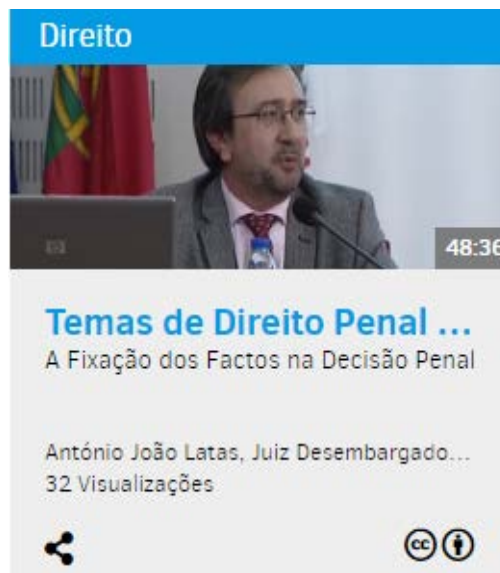 Direito
48:36
Temas de Direito Penal ...
A Fixação dos Factos na Decisão Penal
António João Latas, Juiz Desembargado...
32 Visualizações
cc